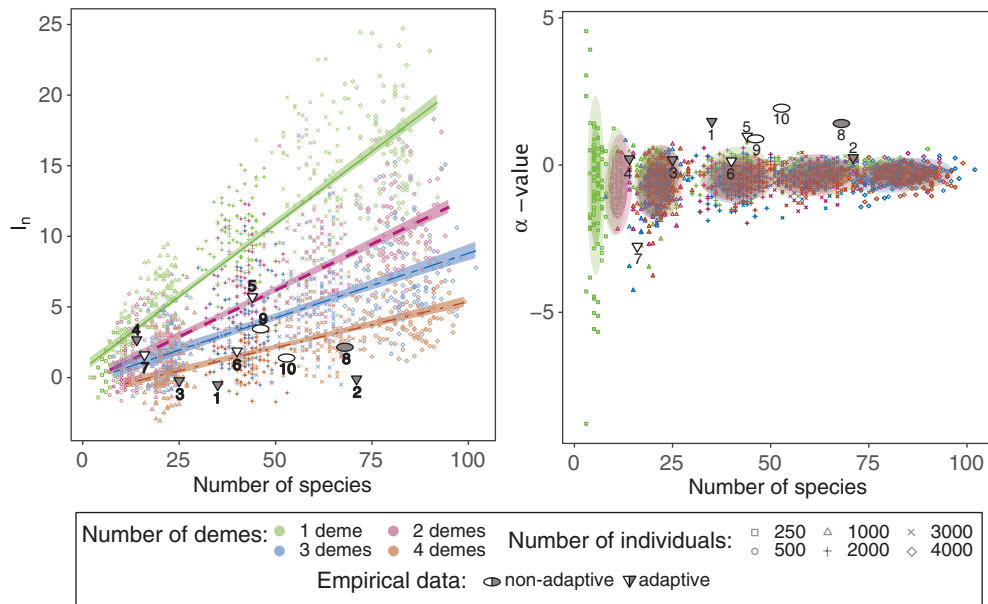 25
20
15
10
5
0
I_n
4
7
3
1
6
5
9
10
8
2
0 25 50 75 100
Number of species
5
0
−5
α −value
4
7
3
1
6
5
9
10
8
2
0 25 50 75 100
Number of species
Number of demes: 1 deme 2 demes
3 demes 4 demes
Number of individuals: 250 1000 3000
500 2000 4000
Empirical data: non-adaptive adaptive